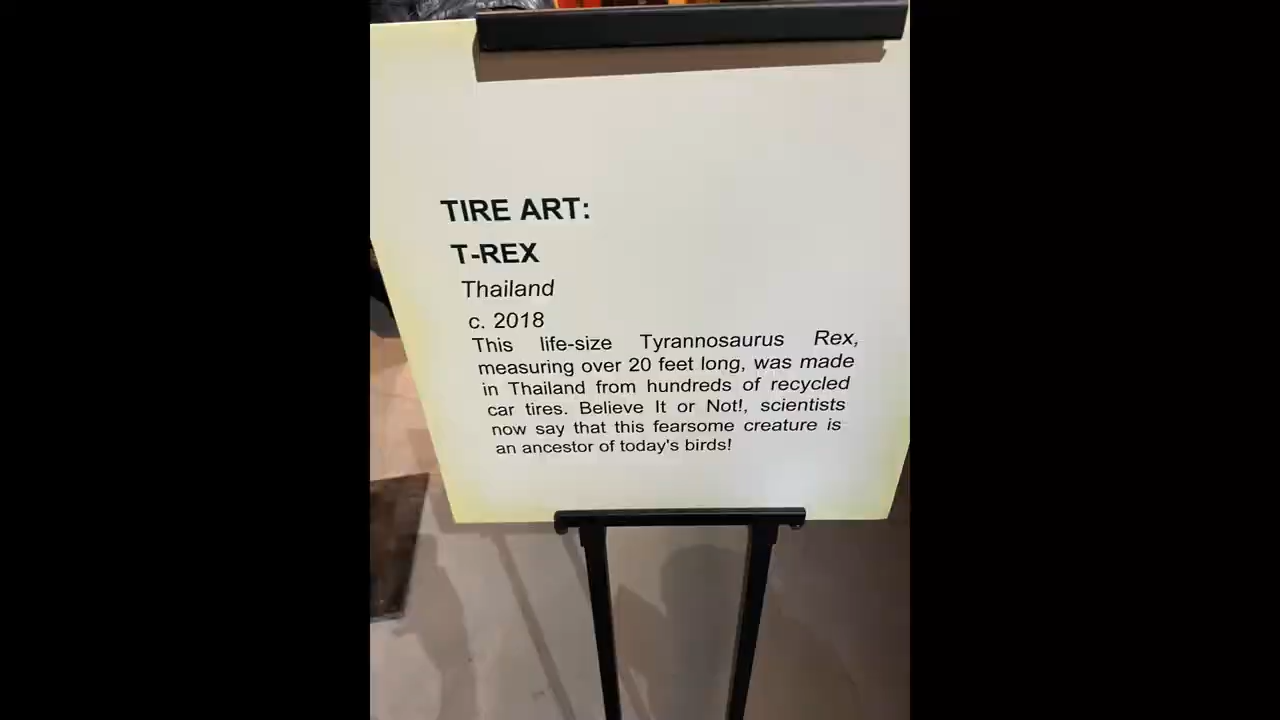 TIRE ART:
T-REX
Thailand
c. 2018
This life-size Tyrannosaurus Rex,
measuring over 20 feet long, was made
in Thailand from hundreds of recycled
car tires. Believe It or Not!, scientists
now say that this fearsome creature is
an ancestor of today's birds!